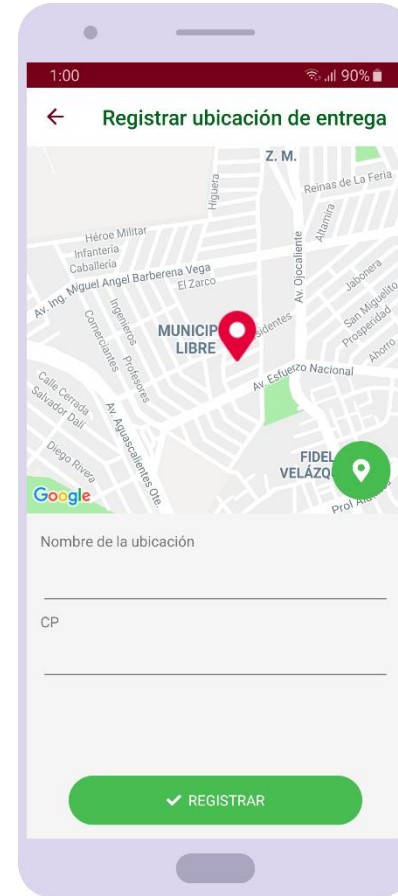 1:00
90%
Registrar ubicación de entrega
Z. M.
Reinas de La Feria
Higuera
Altamira
Héroe Militar
Infantería
Caballería
Av. Ojocaliente
Jabonera
Av. Ing. Miguel Angel Barberena Vega
El Zarco
San Miguelito
Prosperidad
Ingenieros
Comerciantes
Profesores
MUNICIP
LIBRE
sidentes
Ahorro
Av. Esfuerzo Nacional
Calle Cerrada
Salvador Dalí
Av. Aguascalientes Ote.
Diego Rivera
FIDEL
VELÁZQ
Google
Prol
Nombre de la ubicación
CP
REGISTRAR